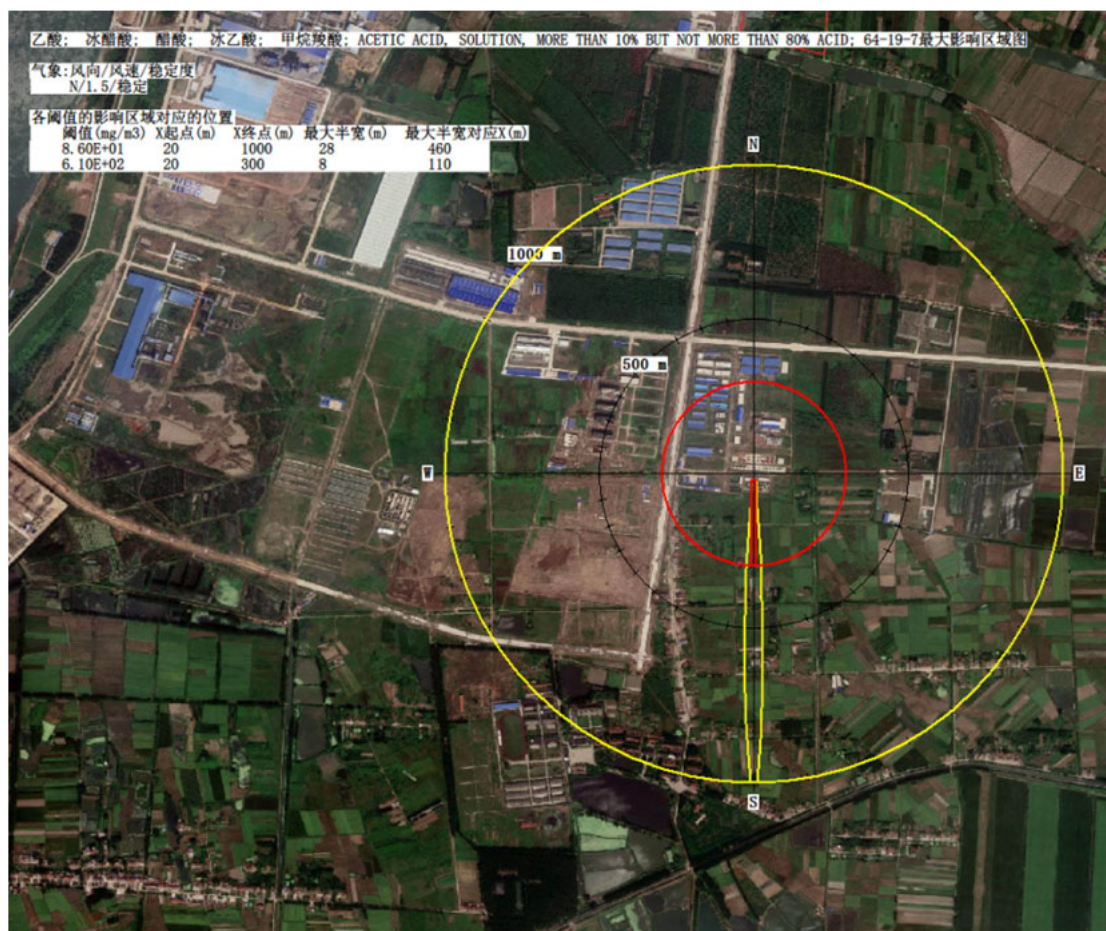 乙酸; 冰醋酸; 醋酸; 冰乙酸; 甲烷羧酸; ACETIC ACID, SOLUTION, MORE THAN 10% BUT NOT MORE THAN 80% ACID; 64-19-7最大影响区域图
气象:风向/风速/稳定度
N/1.5/稳定
各阈值的影响区域对应的位置
阈值(mg/m3) X起点(m) X终点(m) 最大半宽(m) 最大半宽对应X(m)
8.60E+01 20 1000 28 460
6.10E+02 20 300 8 110
N
1000 m
500 m
W
E
S